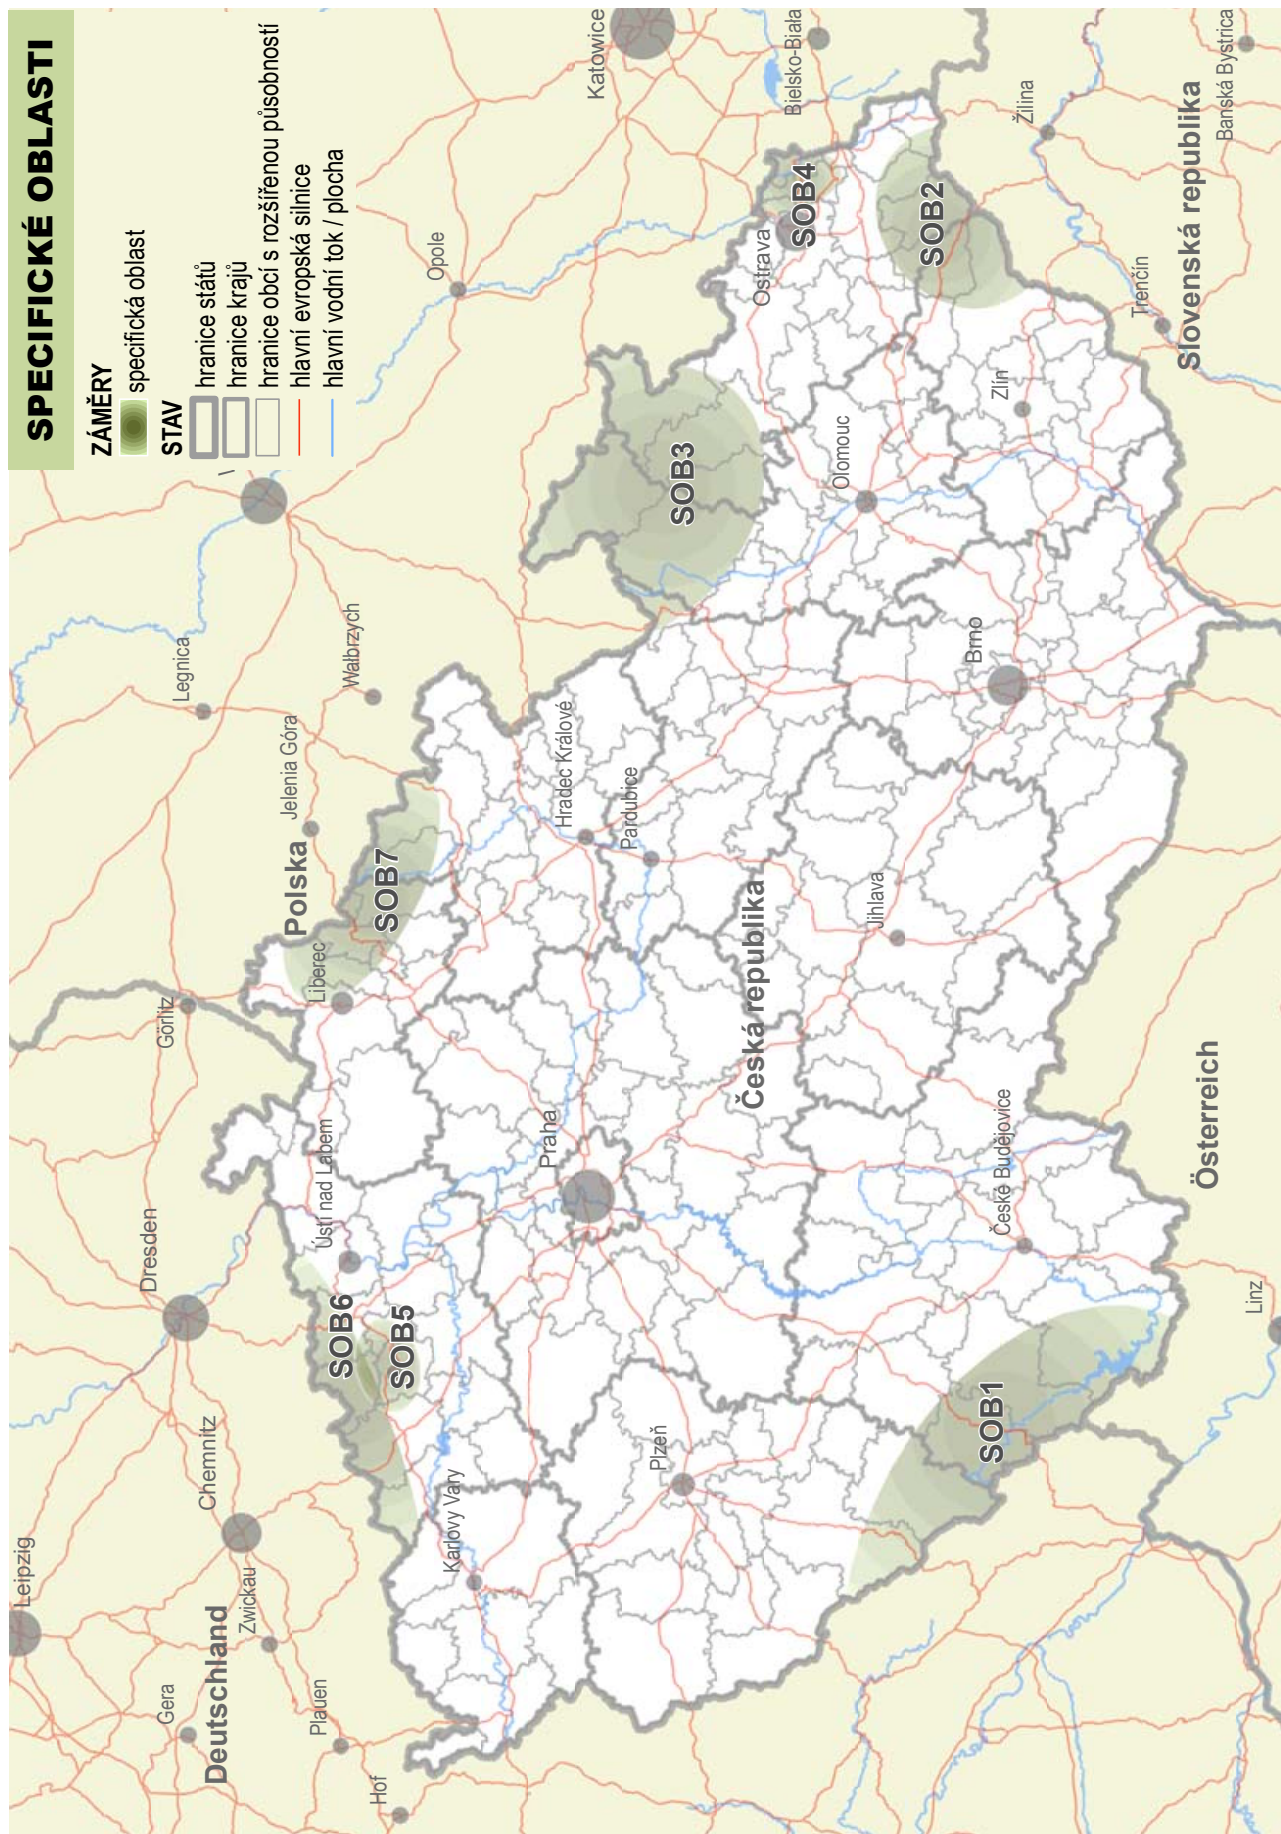 SPECIFICKÉ OBLASTI
ZÁMĚRY
specifická oblast
STAV
hranice států
hranice krajů
hranice obcí s rozšířenou působností
hlavní evropská silnice
hlavní vodní tok / plocha
Leipzig
Gera
Deutschland
Zwickau
Chemnitz
Plauen
Hof
Dresden
Görlitz
Legnica
Jelenia Góra
Wałbrzych
Polska
Opole
Katowice
Bielsko-Biała
Liberec
Ústí nad Labem
SOB6
SOB5
SOB7
Karlovy Vary
Praha
Hradec Králové
Pardubice
SOB3
Ostrava
SOB4
SOB2
Plzeň
Česká republika
Jihlava
Olomouc
Zlín
Brno
Žilina
Trenčín
Banská Bystrica
Slovenská republika
SOB1
České Budějovice
Österreich
Linz